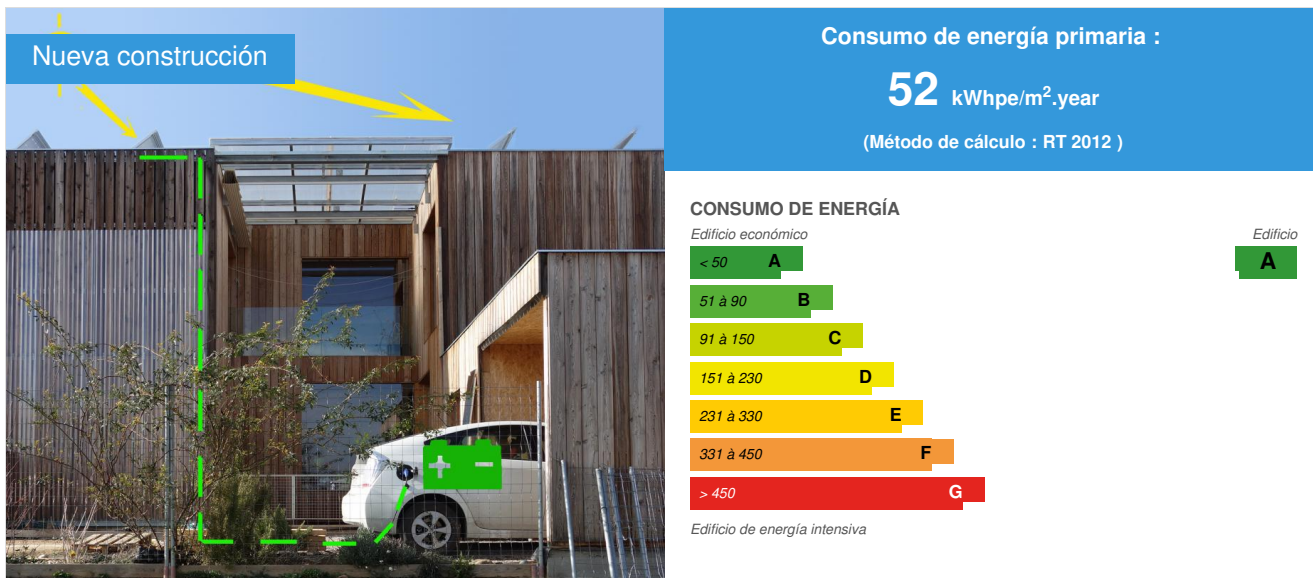 Nueva construcción
Consumo de energía primaria :
52 kWhpe/m².year
(Método de cálculo : RT 2012 )
CONSUMO DE ENERGÍA
Edificio económico
Edificio
< 50 A
A
51 à 90 B
91 à 150 C
151 à 230 D
231 à 330 E
331 à 450 F
> 450 G
Edificio de energía intensiva